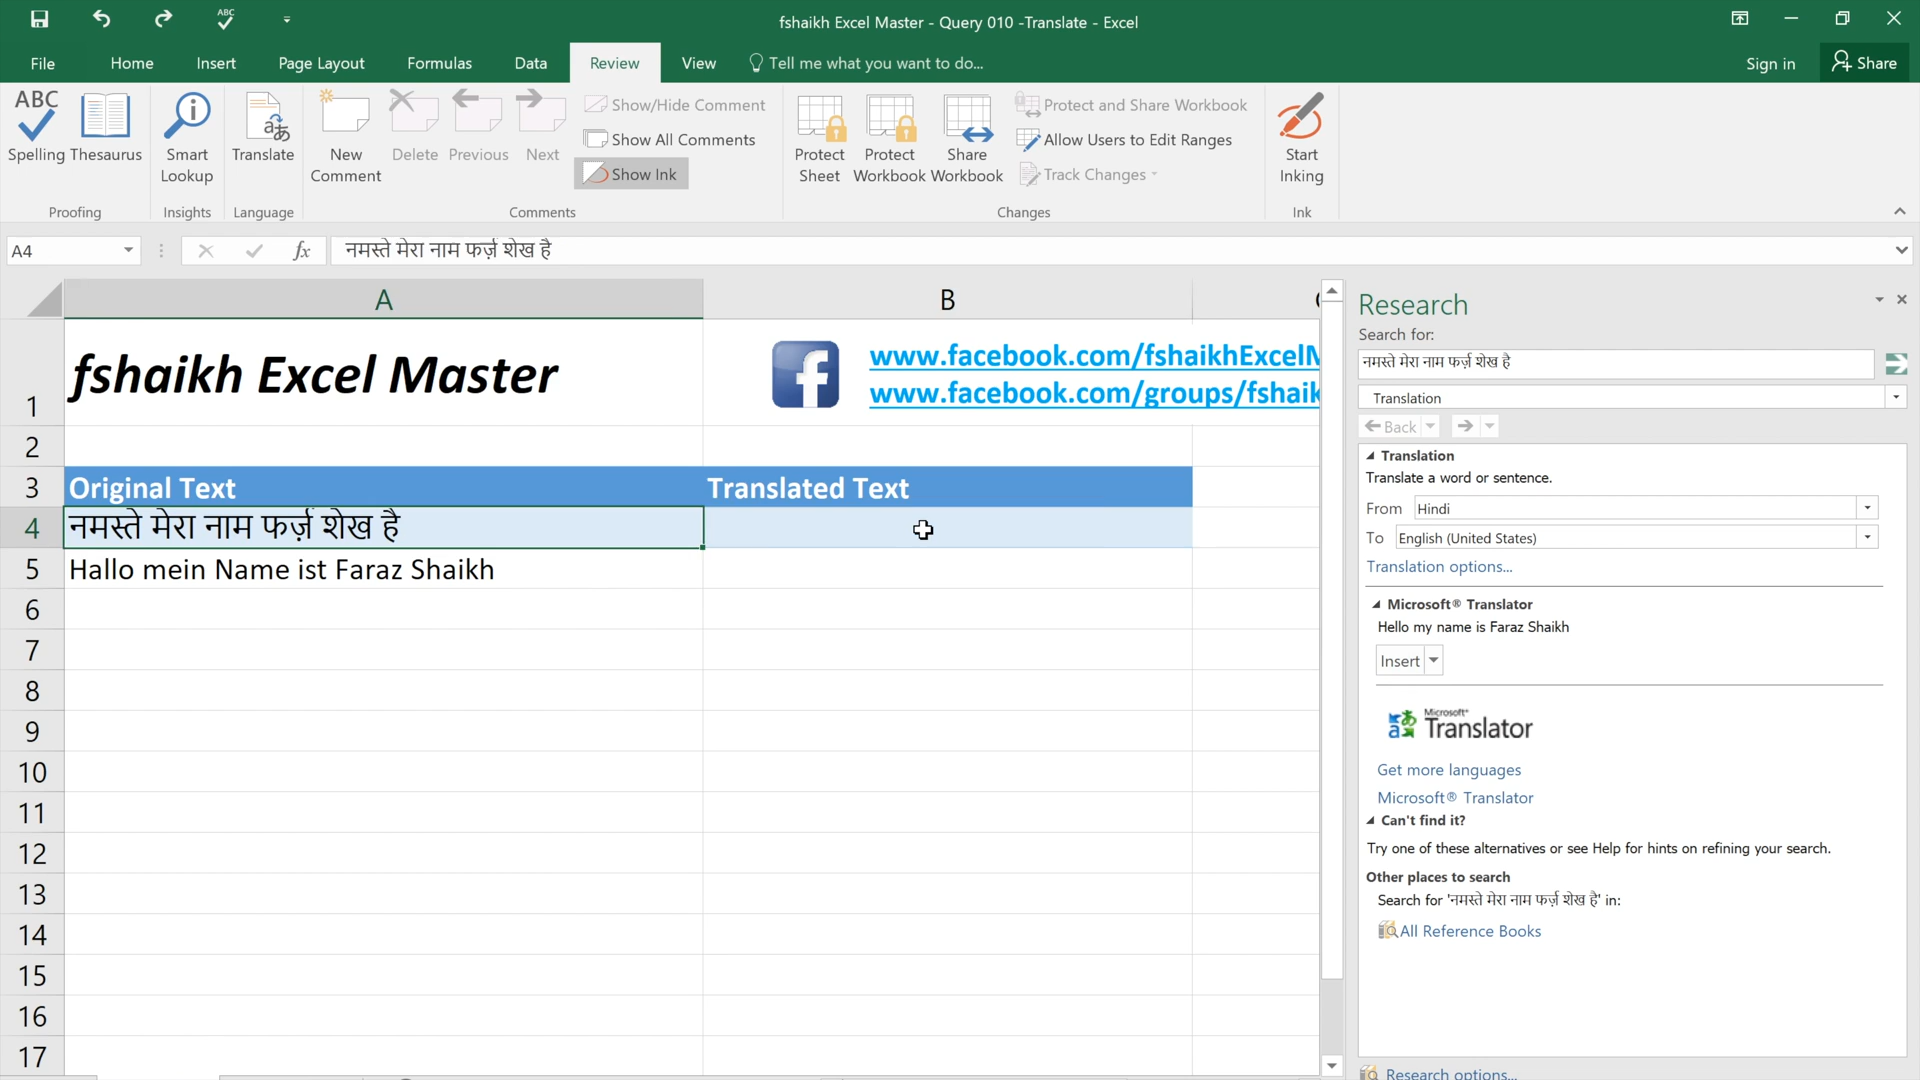 ABC
fshaikh Excel Master - Query 010 -Translate - Excel
File Home Insert Page Layout Formulas Data Review View Tell me what you want to do... Sign in Share
ABC
Spelling Thesaurus
Smart Lookup
Translate
New Comment
Delete Previous Next
Show/Hide Comment
Show All Comments
Show Ink
Protect Sheet
Protect Workbook
Share Workbook
Protect and Share Workbook
Allow Users to Edit Ranges
Track Changes
Start Inking
Proofing Insights Language Comments Changes Ink
A4 fx नमस्ते मेरा नाम फर्ज़ शेख है
A B
1 fshaikh Excel Master
www.facebook.com/fshaikhExcelM
www.facebook.com/groups/fshaik
2
3 Original Text Translated Text
4 नमस्ते मेरा नाम फर्ज़ शेख है
5 Hallo mein Name ist Faraz Shaikh
6
7
8
9
10
11
12
13
14
15
16
17
Research
Search for:
नमस्ते मेरा नाम फर्ज़ शेख है
Translation
Back
Translation
Translate a word or sentence.
From Hindi
To English (United States)
Translation options...
Microsoft® Translator
Hello my name is Faraz Shaikh
Insert
Microsoft® Translator
Get more languages
Microsoft® Translator
Can't find it?
Try one of these alternatives or see Help for hints on refining your search.
Other places to search
Search for 'नमस्ते मेरा नाम फर्ज़ शेख है' in:
All Reference Books
Research options...